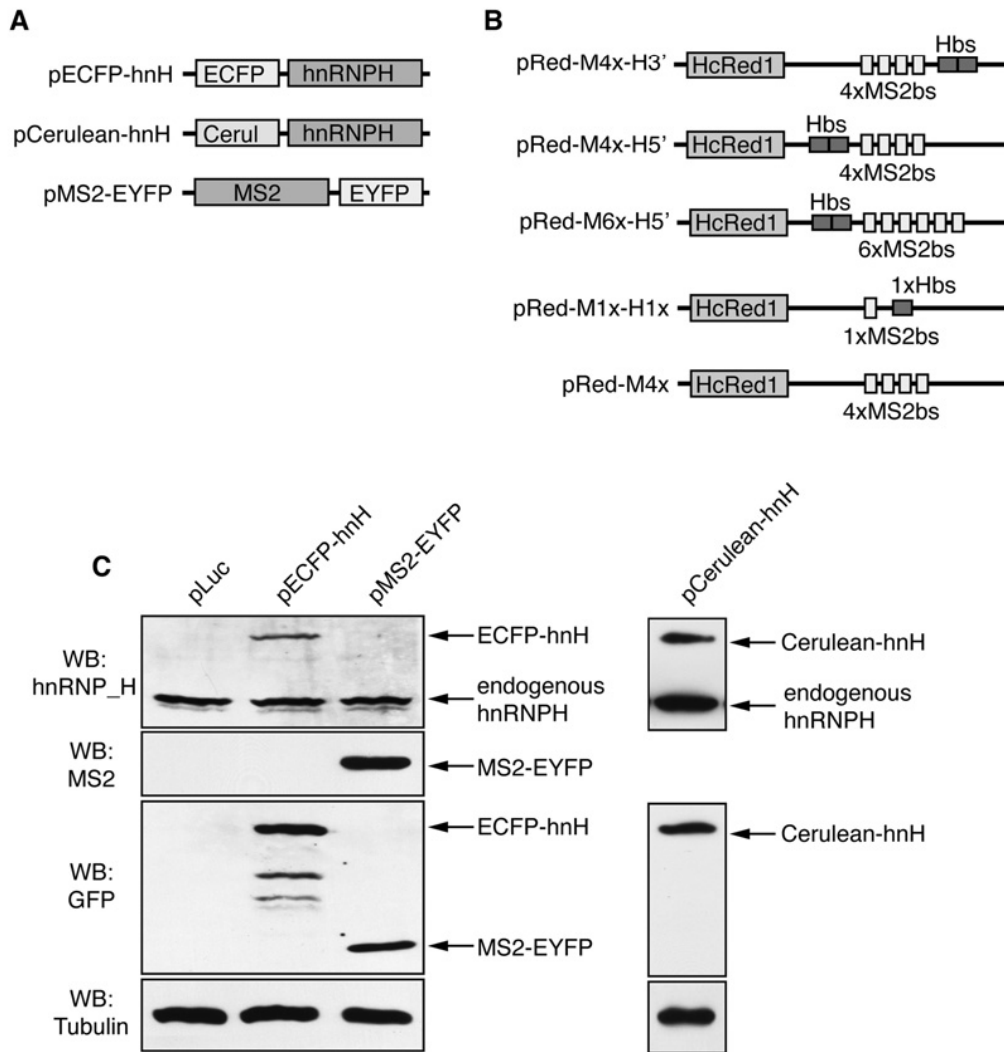 A
pECFP-hnH
ECFP
hnRNPH
pCerulean-hnH
Cerul
hnRNPH
pMS2-EYFP
MS2
EYFP
B
Hbs
pRed-M4x-H3'
HcRed1
4xMS2bs
Hbs
pRed-M4x-H5'
HcRed1
4xMS2bs
Hbs
pRed-M6x-H5'
HcRed1
6xMS2bs
1xHbs
pRed-M1x-H1x
HcRed1
1xMS2bs
pRed-M4x
HcRed1
4xMS2bs
C
pLuc
pECFP-hnH
pMS2-EYFP
pCerulean-hnH
WB:
hnRNP_H
ECFP-hnH
endogenous
hnRNPH
Cerulean-hnH
endogenous
hnRNPH
WB:
MS2
MS2-EYFP
WB:
GFP
ECFP-hnH
MS2-EYFP
Cerulean-hnH
WB:
Tubulin